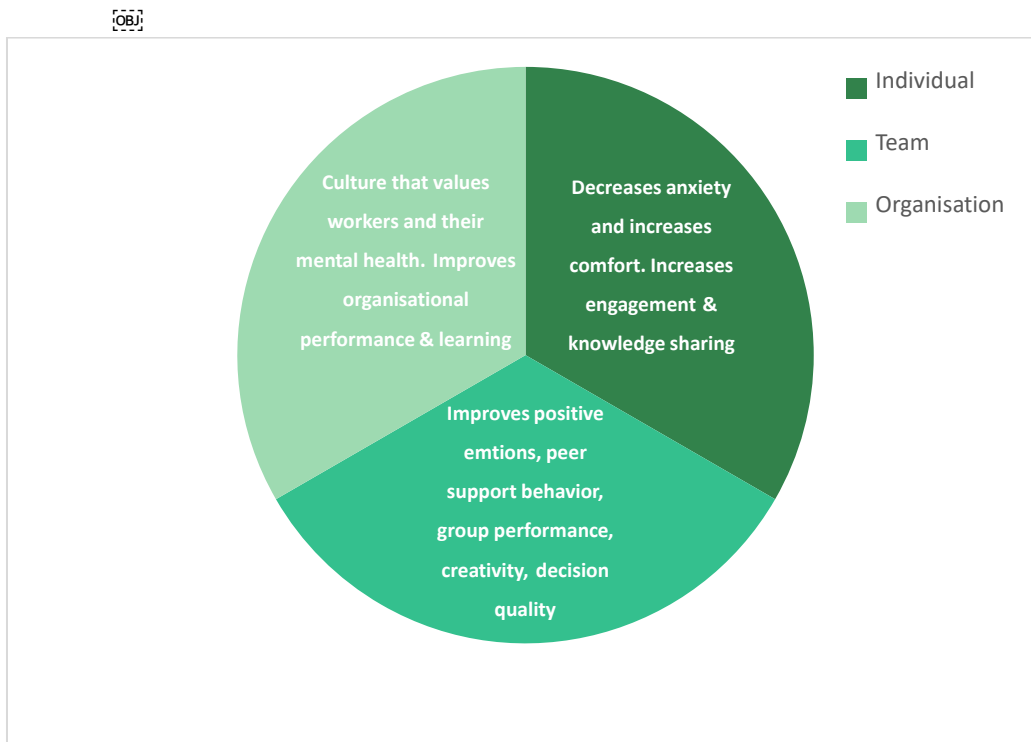 OBJ
Individual
Team
Organisation
Culture that values
workers and their
mental health. Improves
organisational
performance & learning
Decreases anxiety
and increases
comfort. Increases
engagement &
knowledge sharing
Improves positive
emtions, peer
support behavior,
group performance,
creativity, decision
quality